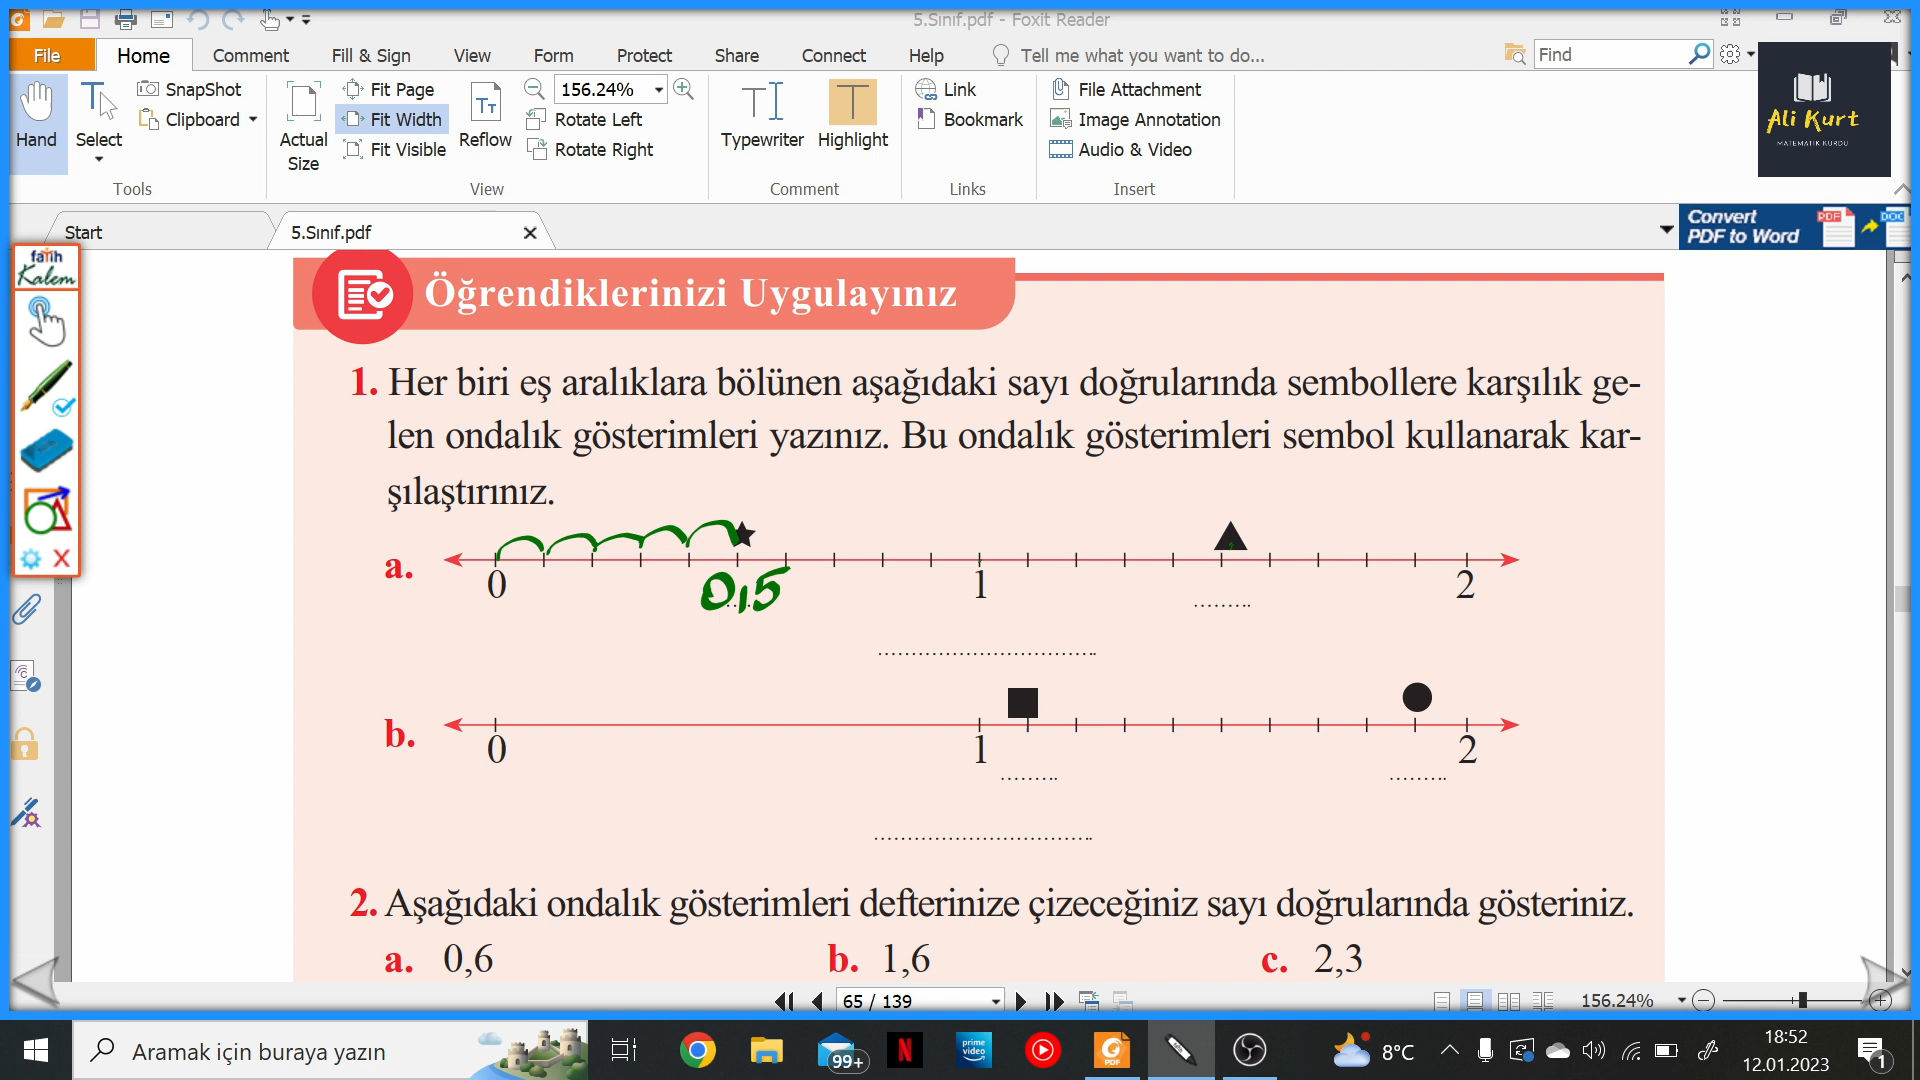 5.Sınıf.pdf - Foxit Reader
File Home Comment Fill & Sign View Form Protect Share Connect Help Tell me what you want to do... Find
Hand Select SnapShot Clipboard Actual Size Fit Page Fit Width Fit Visible Reflow 156.24% Rotate Left Rotate Right Typewriter Highlight Link Bookmark File Attachment Image Annotation Audio & Video
Tools View Comment Links Insert
Ali Kurt
MATEMATİK KURDU
Start 5.Sınıf.pdf
Convert PDF to Word PDF DOC
fatih Kalem
Öğrendiklerinizi Uygulayınız
1. Her biri eş aralıklara bölünen aşağıdaki sayı doğrularında sembollere karşılık ge-
len ondalık gösterimleri yazınız. Bu ondalık gösterimleri sembol kullanarak kar-
şılaştırınız.
a. 0 1 2
0,5 .........
.................................
b. 0 1 2
......... .........
.................................
2. Aşağıdaki ondalık gösterimleri defterinize çizeceğiniz sayı doğrularında gösteriniz.
a. 0,6 b. 1,6 c. 2,3
65 / 139 156.24%
Aramak için buraya yazın 99+ N prime video 8°C 18:52
12.01.2023 1